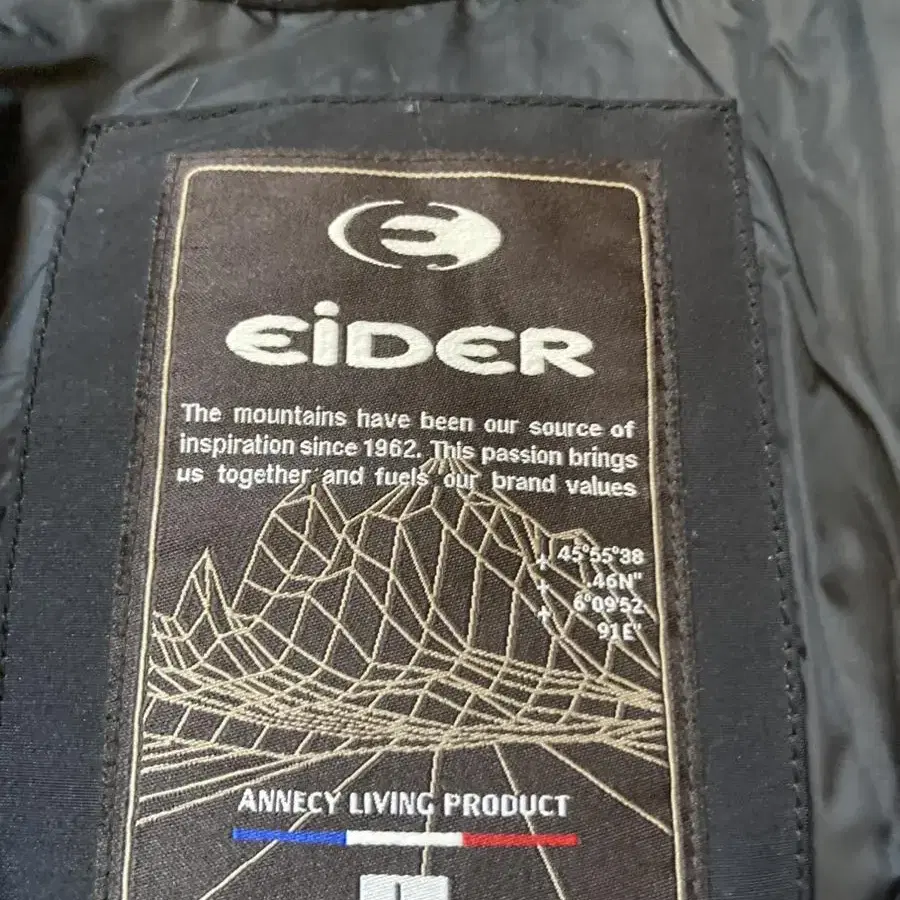 EiDER
The mountains have been our source of
inspiration since 1962. This passion brings
us together and fuels our brand values
45°55°38
.46N"
6°09'52
91E"
ANNECY LIVING PRODUCT